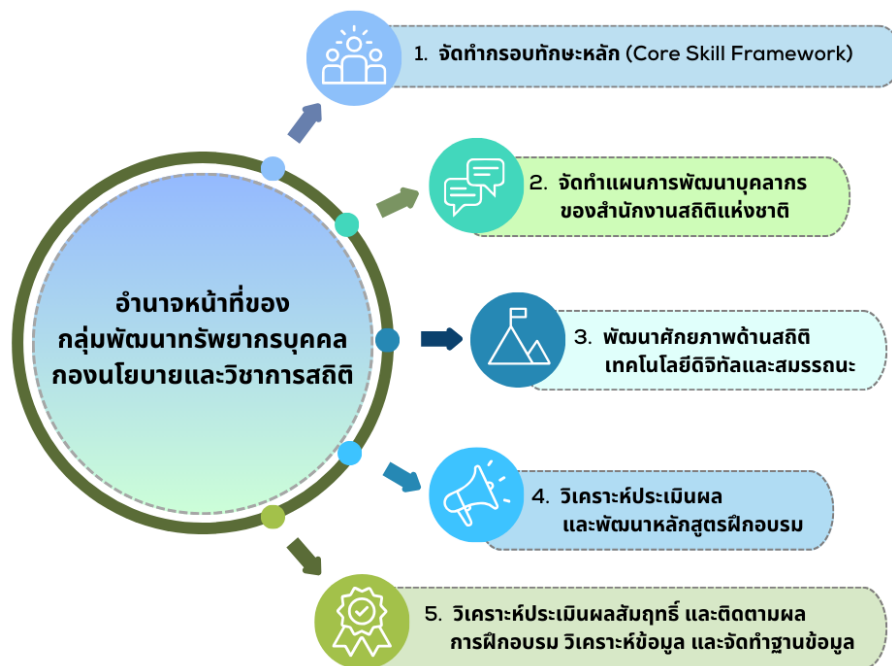 อำนาจหน้าที่ของ
กลุ่มพัฒนาทรัพยากรบุคคล
กองนโยบายและวิชาการสถิติ
1. จัดทำกรอบทักษะหลัก (Core Skill Framework)
2. จัดทำแผนการพัฒนาบุคลากร
ของสำนักงานสถิติแห่งชาติ
3. พัฒนาศักยภาพด้านสถิติ
เทคโนโลยีดิจิทัลและสมรรถนะ
4. วิเคราะห์ประเมินผล
และพัฒนาหลักสูตรฝึกอบรม
5. วิเคราะห์ประเมินผลสัมฤทธิ์ และติดตามผล
การฝึกอบรม วิเคราะห์ข้อมูล และจัดทำฐานข้อมูล